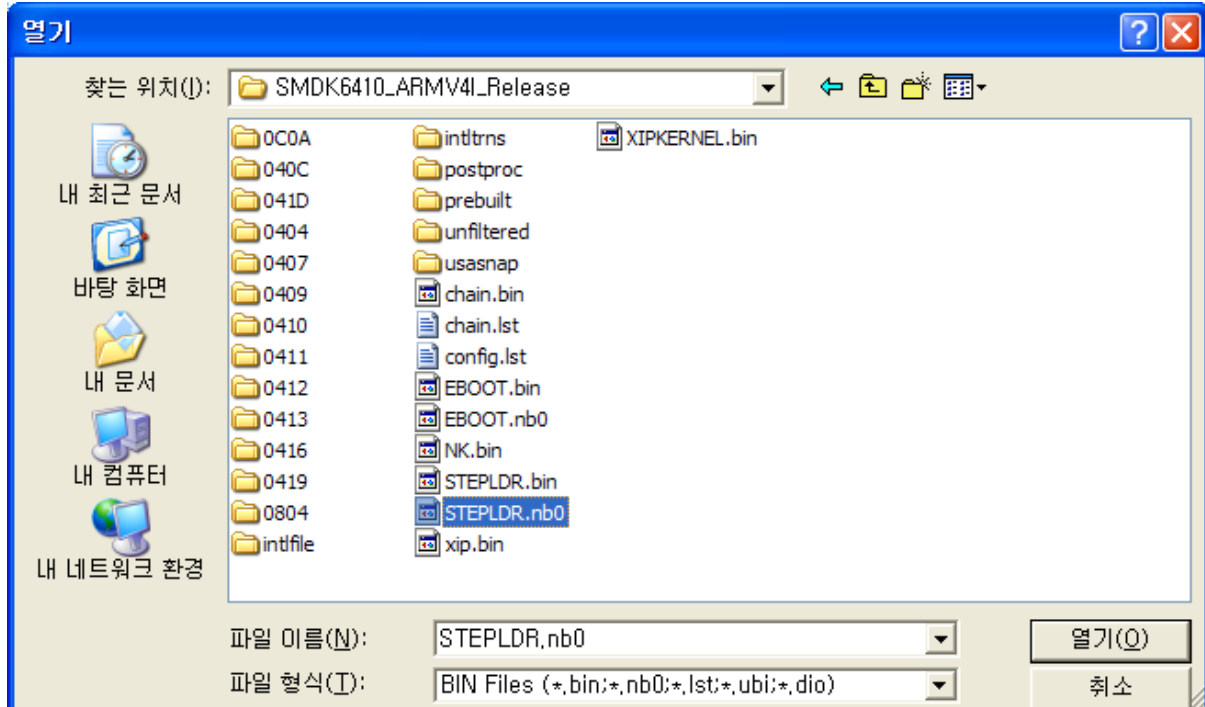 열기
찾는 위치(I):
SMDK6410_ARMV4I_Release
내 최근 문서
바탕 화면
내 문서
내 컴퓨터
내 네트워크 환경
0C0A
040C
041D
0404
0407
0409
0410
0411
0412
0413
0416
0419
0804
intlfile
intltrns
postproc
prebuilt
unfiltered
usasnap
chain.bin
chain.lst
config.lst
EBOOT.bin
EBOOT.nb0
NK.bin
STEPLDR.bin
STEPLDR.nb0
xip.bin
XIPKERNEL.bin
파일 이름(N):
STEPLDR.nb0
열기(O)
파일 형식(T):
BIN Files (*.bin;*.nb0;*.lst;*.ubi;*.dio)
취소